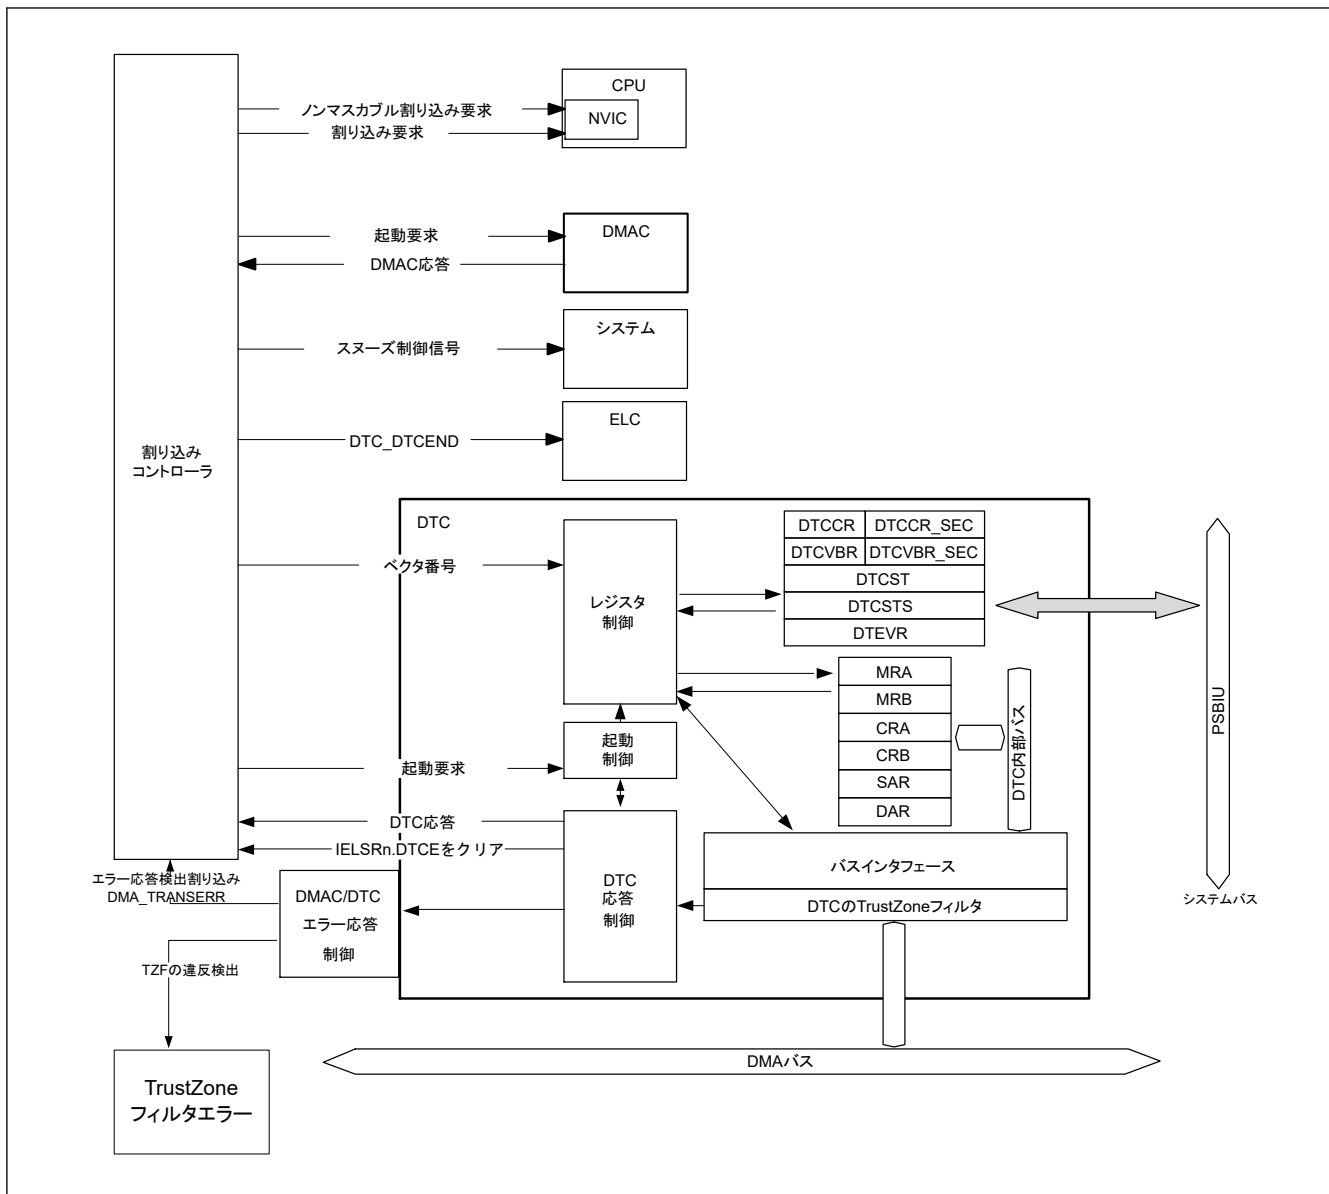 CPU
NVIC
ノンマスカブル割り込み要求
割り込み要求
DMAC
起動要求
DMAC応答
システム
スヌーズ制御信号
ELC
DTC_DTCEND
割り込み
コントローラ
DTC
ベクタ番号
レジスタ
制御
DTCCR
DTCCR_SEC
DTCVBR
DTCVBR_SEC
DTCST
DTCSTS
DTEVR
MRA
MRB
CRA
CRB
SAR
DAR
DTC内部バス
PSBIU
システムバス
起動
制御
起動要求
DTC応答
IELSRn.DTCEをクリア
DTC
応答
制御
バスインタフェース
DTCのTrustZoneフィルタ
エラー応答検出割り込み
DMA_TRANSERR
DMAC/DTC
エラー応答
制御
TZFの違反検出
DMAバス
TrustZone
フィルタエラー